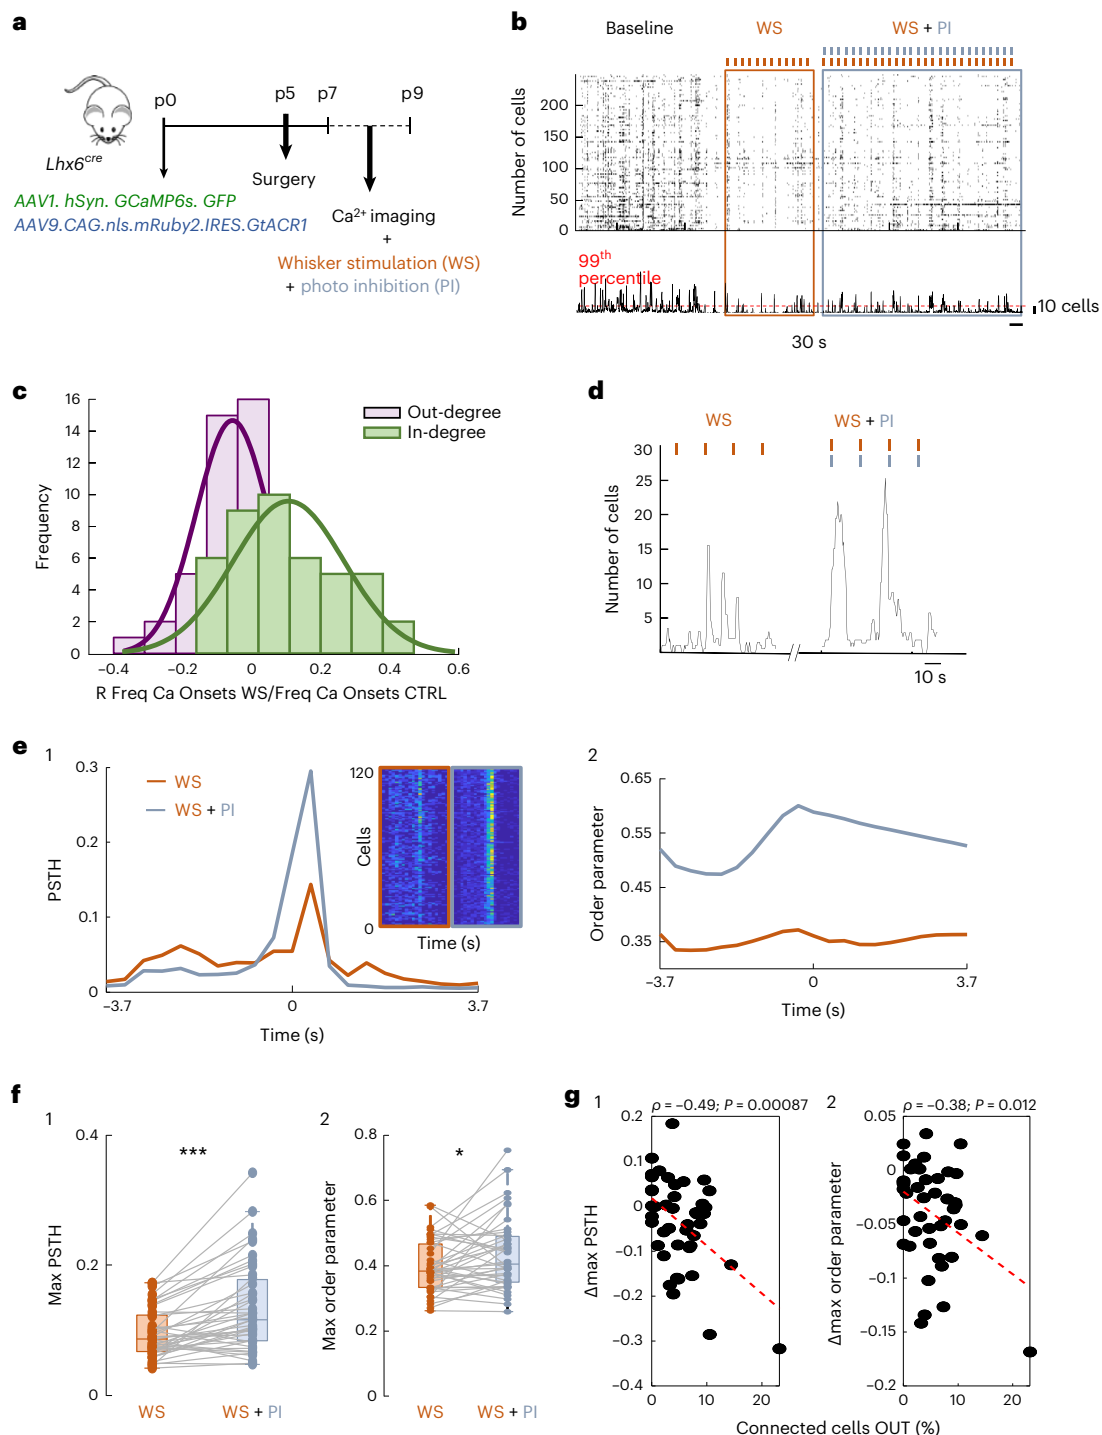 a
p0
p5
p7
p9
Lhx6cre
Surgery
AAV1. hSyn. GCaMP6s. GFP
AAV9.CAG.nls.mRuby2.IRES.GtACR1
Ca2+ imaging
+
Whisker stimulation (WS)
+ photo inhibition (PI)
b
Baseline
WS
WS + PI
Number of cells
200
150
100
50
0
99th
percentile
10 cells
30 s
c
Frequency
16
14
12
10
8
6
4
2
0
Out-degree
In-degree
−0.4
−0.2
0
0.2
0.4
0.6
R Freq Ca Onsets WS/Freq Ca Onsets CTRL
d
WS
WS + PI
Number of cells
30
25
20
15
10
5
10 s
e
1
PSTH
0.3
0.2
0.1
0
WS
WS + PI
120
Cells
0
Time (s)
−3.7
0
3.7
Time (s)
2
Order parameter
0.65
0.55
0.45
0.35
−3.7
0
3.7
Time (s)
f
1
Max PSTH
0.4
0.3
0.2
0.1
0
***
WS
WS + PI
2
Max order parameter
0.8
0.6
0.4
0.2
0
*
WS
WS + PI
g
1
ρ = −0.49; P = 0.00087
Δmax PSTH
0.2
0.1
0
−0.1
−0.2
−0.3
−0.4
0
10
20
2
ρ = −0.38; P = 0.012
Δmax order parameter
0.05
0
−0.05
−0.1
−0.15
−0.2
0
10
20
Connected cells OUT (%)